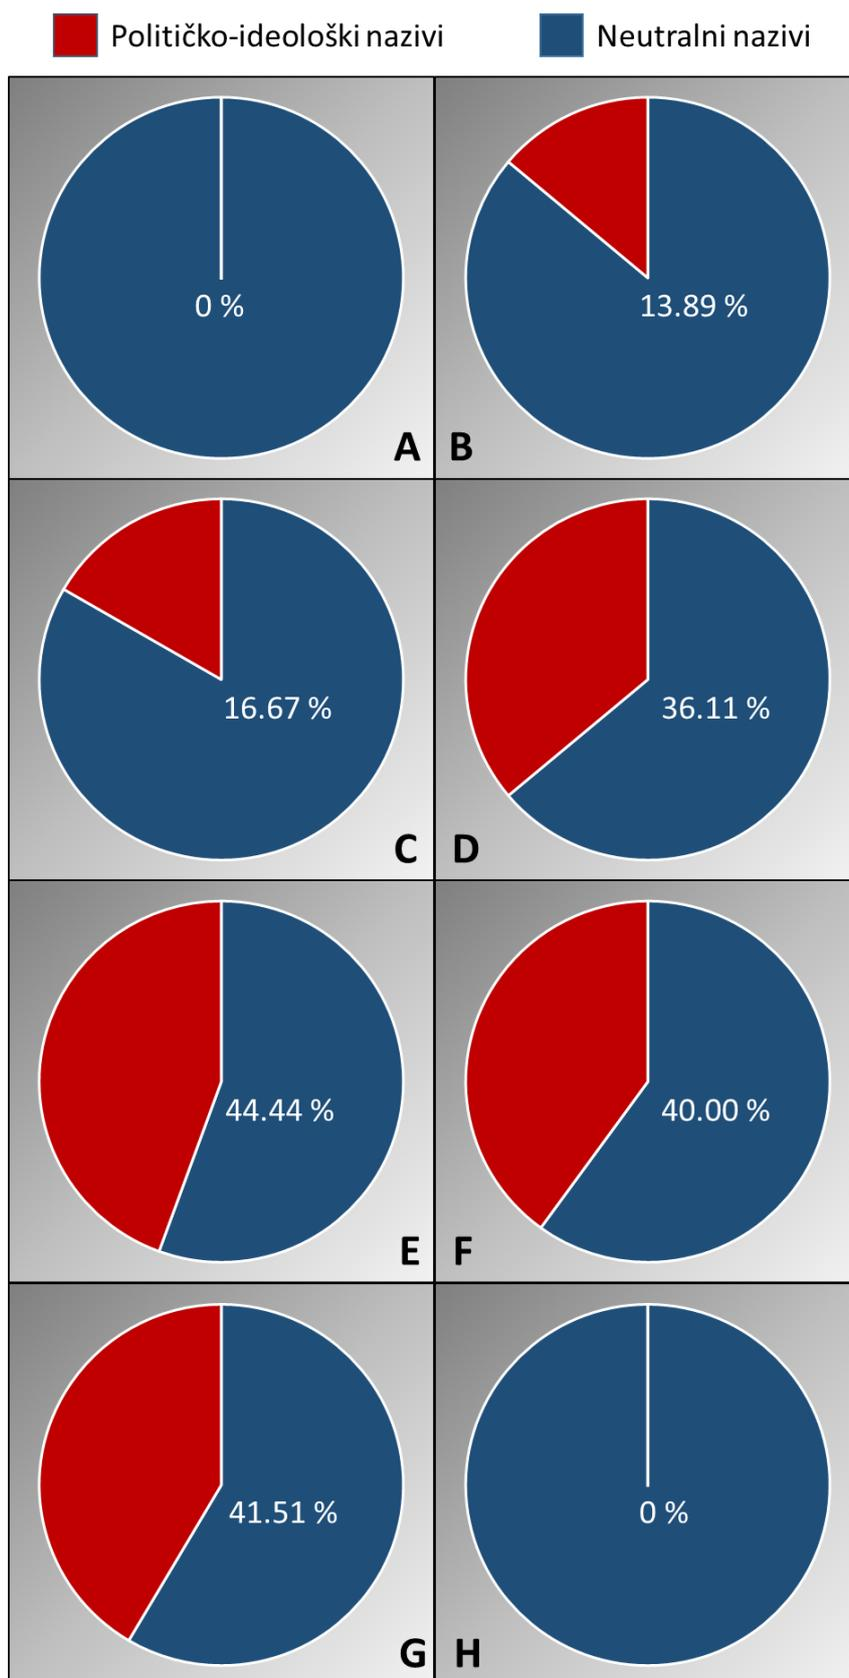 Političko-ideološki nazivi
Neutralni nazivi
0 %
A
13.89 %
B
16.67 %
C
36.11 %
D
44.44 %
E
40.00 %
F
41.51 %
G
0 %
H